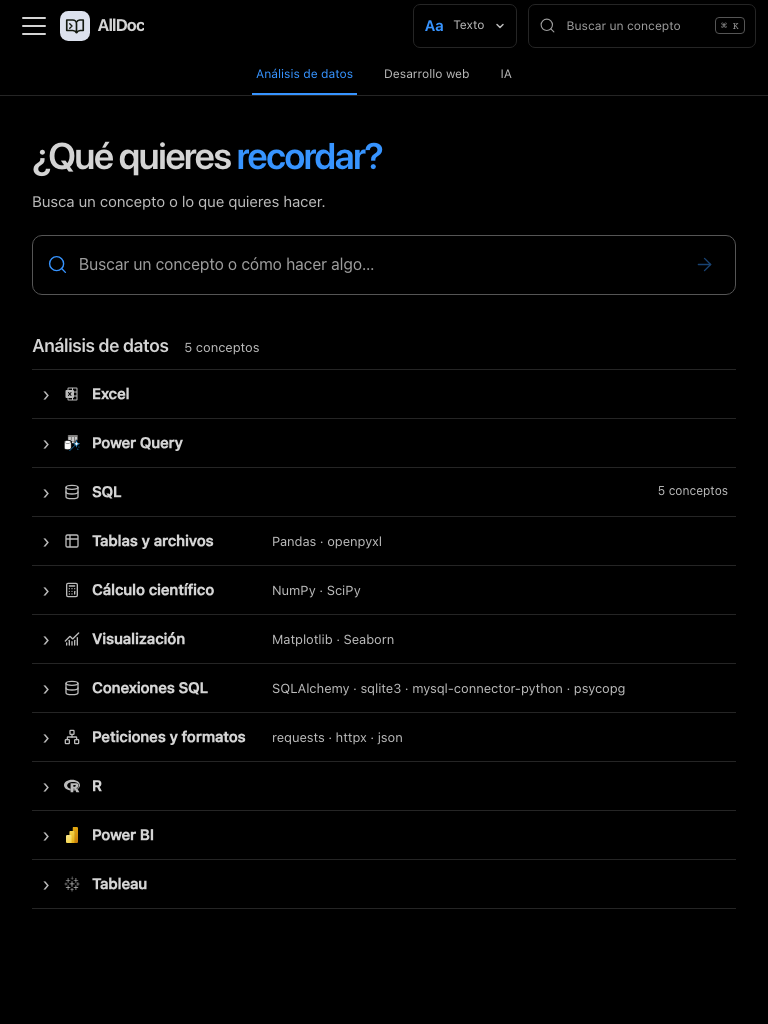 AllDoc
Aa Texto
Buscar un concepto
⌘ K
Análisis de datos
Desarrollo web
IA
¿Qué quieres recordar?
Busca un concepto o lo que quieres hacer.
Buscar un concepto o cómo hacer algo...
Análisis de datos 5 conceptos
Excel
Power Query
SQL 5 conceptos
Tablas y archivos Pandas · openpyxl
Cálculo científico NumPy · SciPy
Visualización Matplotlib · Seaborn
Conexiones SQL SQLAlchemy · sqlite3 · mysql-connector-python · psycopg
Peticiones y formatos requests · httpx · json
R
Power BI
Tableau